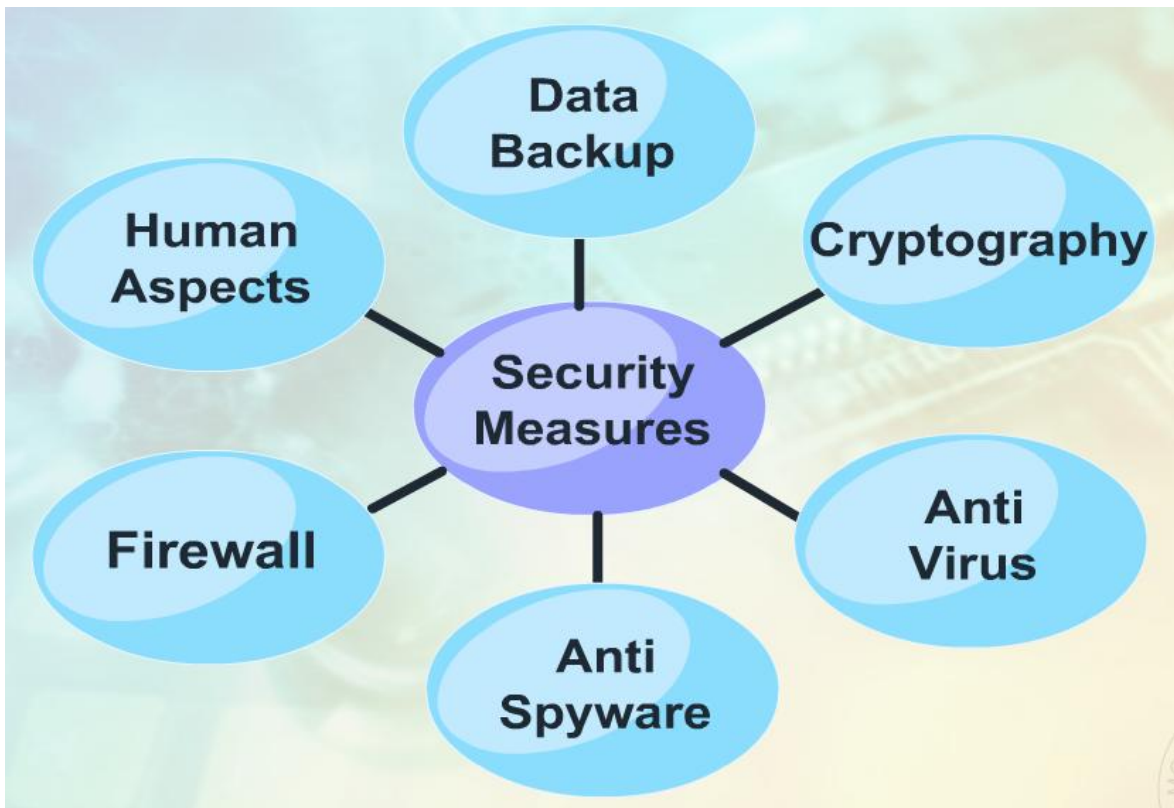 Data
Backup
Human
Aspects
Cryptography
Security
Measures
Firewall
Anti
Virus
Anti
Spyware